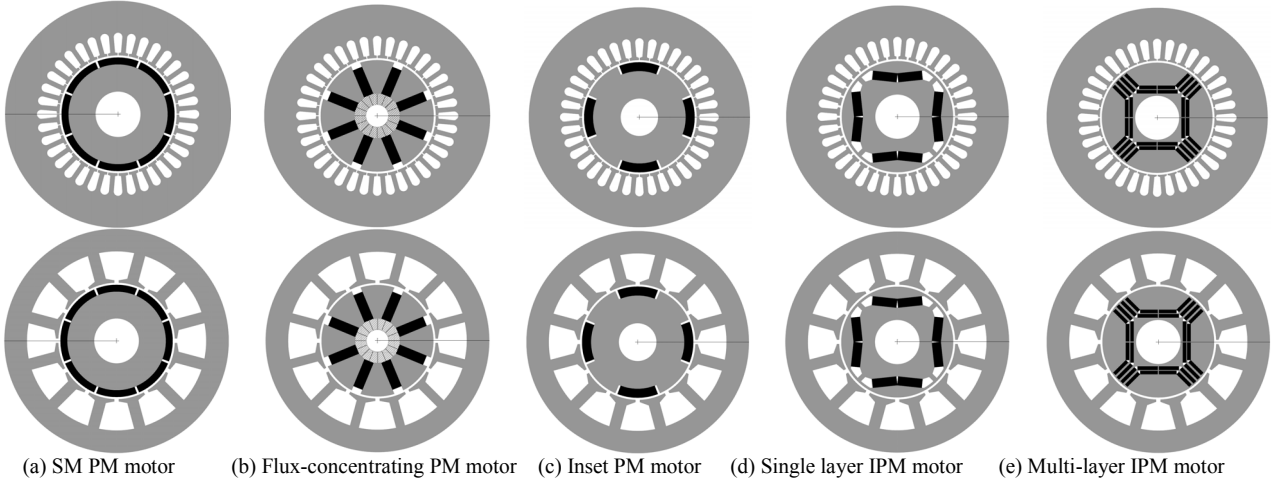 (a) SM PM motor (b) Flux-concentrating PM motor (c) Inset PM motor (d) Single layer IPM motor (e) Multi-layer IPM motor